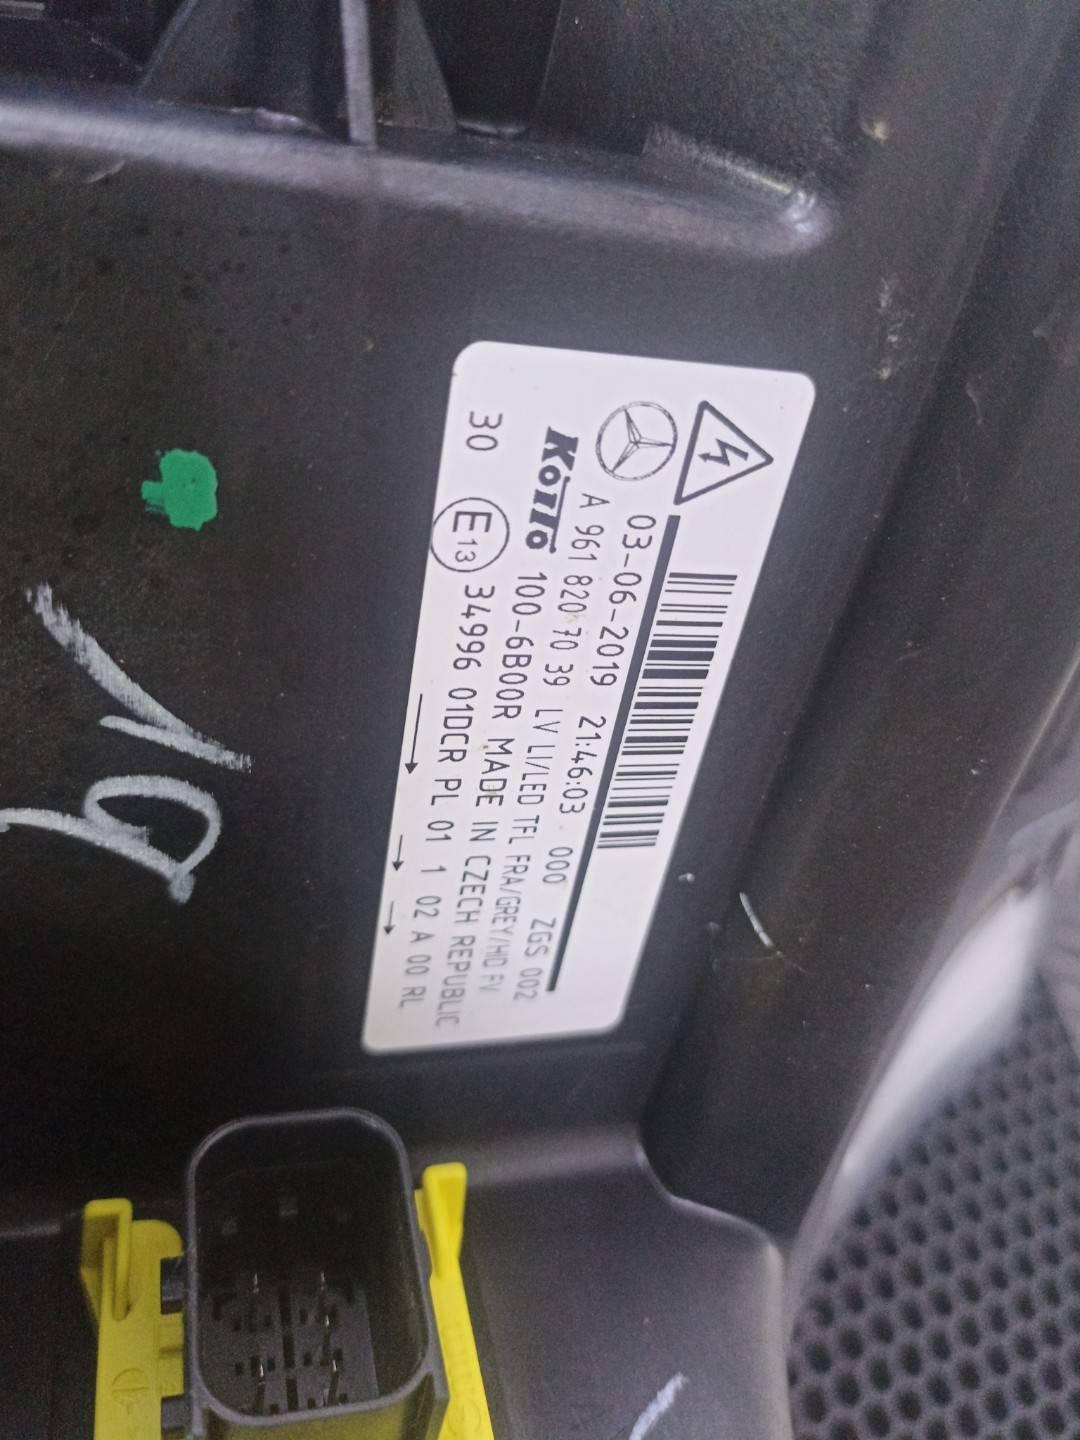 03-06-2019 21:46:03 000 ZGS 002
A 961 820 70 39 LV LI/LED TFL FRA/GREY/HID FV
100-6B00R MADE IN CZECH REPUBLIC
30 E13 34996 01DCR PL 01 1 02 A 00 RL